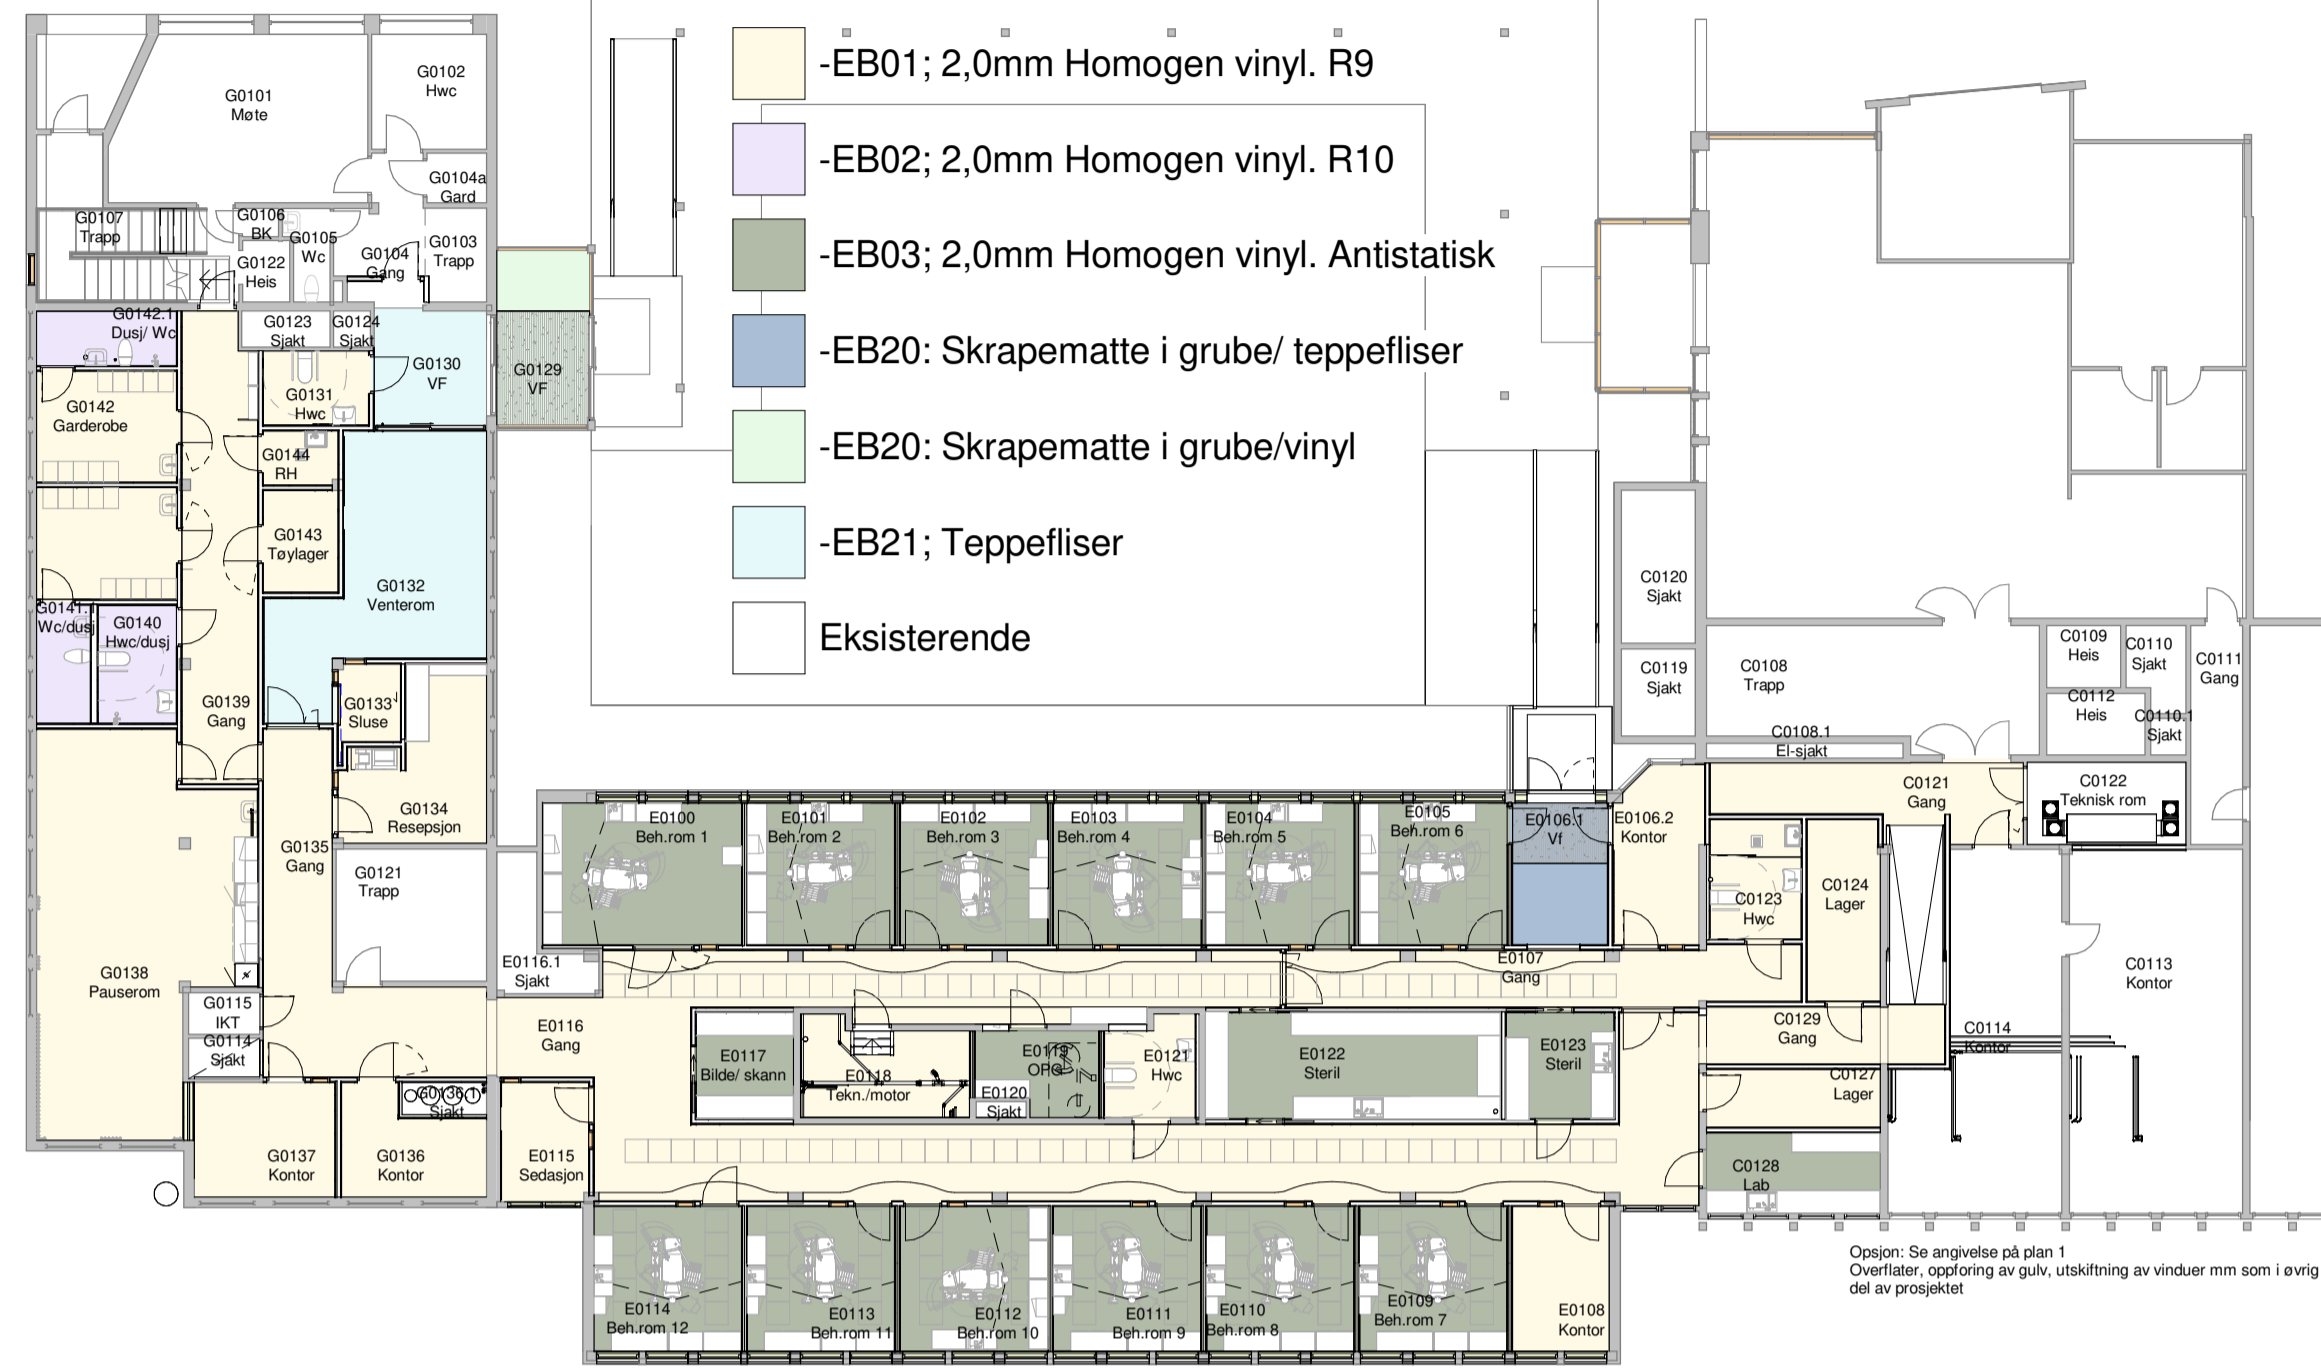 -EB01; 2,0mm Homogen vinyl. R9
-EB02; 2,0mm Homogen vinyl. R10
-EB03; 2,0mm Homogen vinyl. Antistatisk
-EB20: Skrapematte i grube/ teppefliser
-EB20: Skrapematte i grube/vinyl
-EB21; Teppefliser
Eksisterende
G0101
Møte
G0102
Hwc
G0104a
Gard
G0107
Trapp
G0106
BK
G0105
Wc
G0122
Heis
G0104
Gang
G0103
Trapp
G0142.1
Dusj/ Wc
G0123
Sjakt
G0124
Sjakt
G0130
VF
G0129
VF
G0131
Hwc
G0142
Garderobe
G0144
RH
G0143
Tøylager
G0132
Venterom
G0141.1
Wc/dusj
G0140
Hwc/dusj
G0139
Gang
G0133
Sluse
G0134
Resepsjon
G0135
Gang
G0121
Trapp
G0138
Pauserom
G0115
IKT
G0114
Sjakt
G0136.1
Sjakt
G0137
Kontor
G0136
Kontor
E0100
Beh.rom 1
E0101
Beh.rom 2
E0102
Beh.rom 3
E0103
Beh.rom 4
E0104
Beh.rom 5
E0105
Beh.rom 6
E0106.1
Vf
E0106.2
Kontor
E0116.1
Sjakt
E0107
Gang
E0116
Gang
E0117
Bilde/ skann
E0118
Tekn./motor
E0119
OPG
E0120
Sjakt
E0121
Hwc
E0122
Steril
E0123
Steril
E0115
Sedasjon
E0114
Beh.rom 12
E0113
Beh.rom 11
E0112
Beh.rom 10
E0111
Beh.rom 9
E0110
Beh.rom 8
E0109
Beh.rom 7
E0108
Kontor
C0120
Sjakt
C0119
Sjakt
C0108
Trapp
C0109
Heis
C0110
Sjakt
C0111
Gang
C0112
Heis
C0110.1
Sjakt
C0108.1
El-sjakt
C0121
Gang
C0122
Teknisk rom
C0123
Hwc
C0124
Lager
C0113
Kontor
C0129
Gang
C0114
Kontor
C0127
Lager
C0128
Lab
Opsjon: Se angivelse på plan 1
Overflater, oppforing av gulv, utskiftning av vinduer mm som i øvrig
del av prosjektet